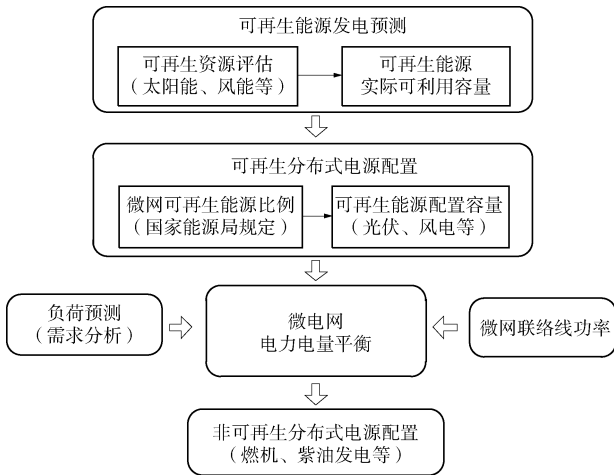 可再生能源发电预测
可再生资源评估
（太阳能、风能等）
可再生能源
实际可利用容量
可再生分布式电源配置
微网可再生能源比例
（国家能源局规定）
可再生能源配置容量
（光伏、风电等）
负荷预测
（需求分析）
微电网
电力电量平衡
微网联络线功率
非可再生分布式电源配置
（燃机、紫油发电等）